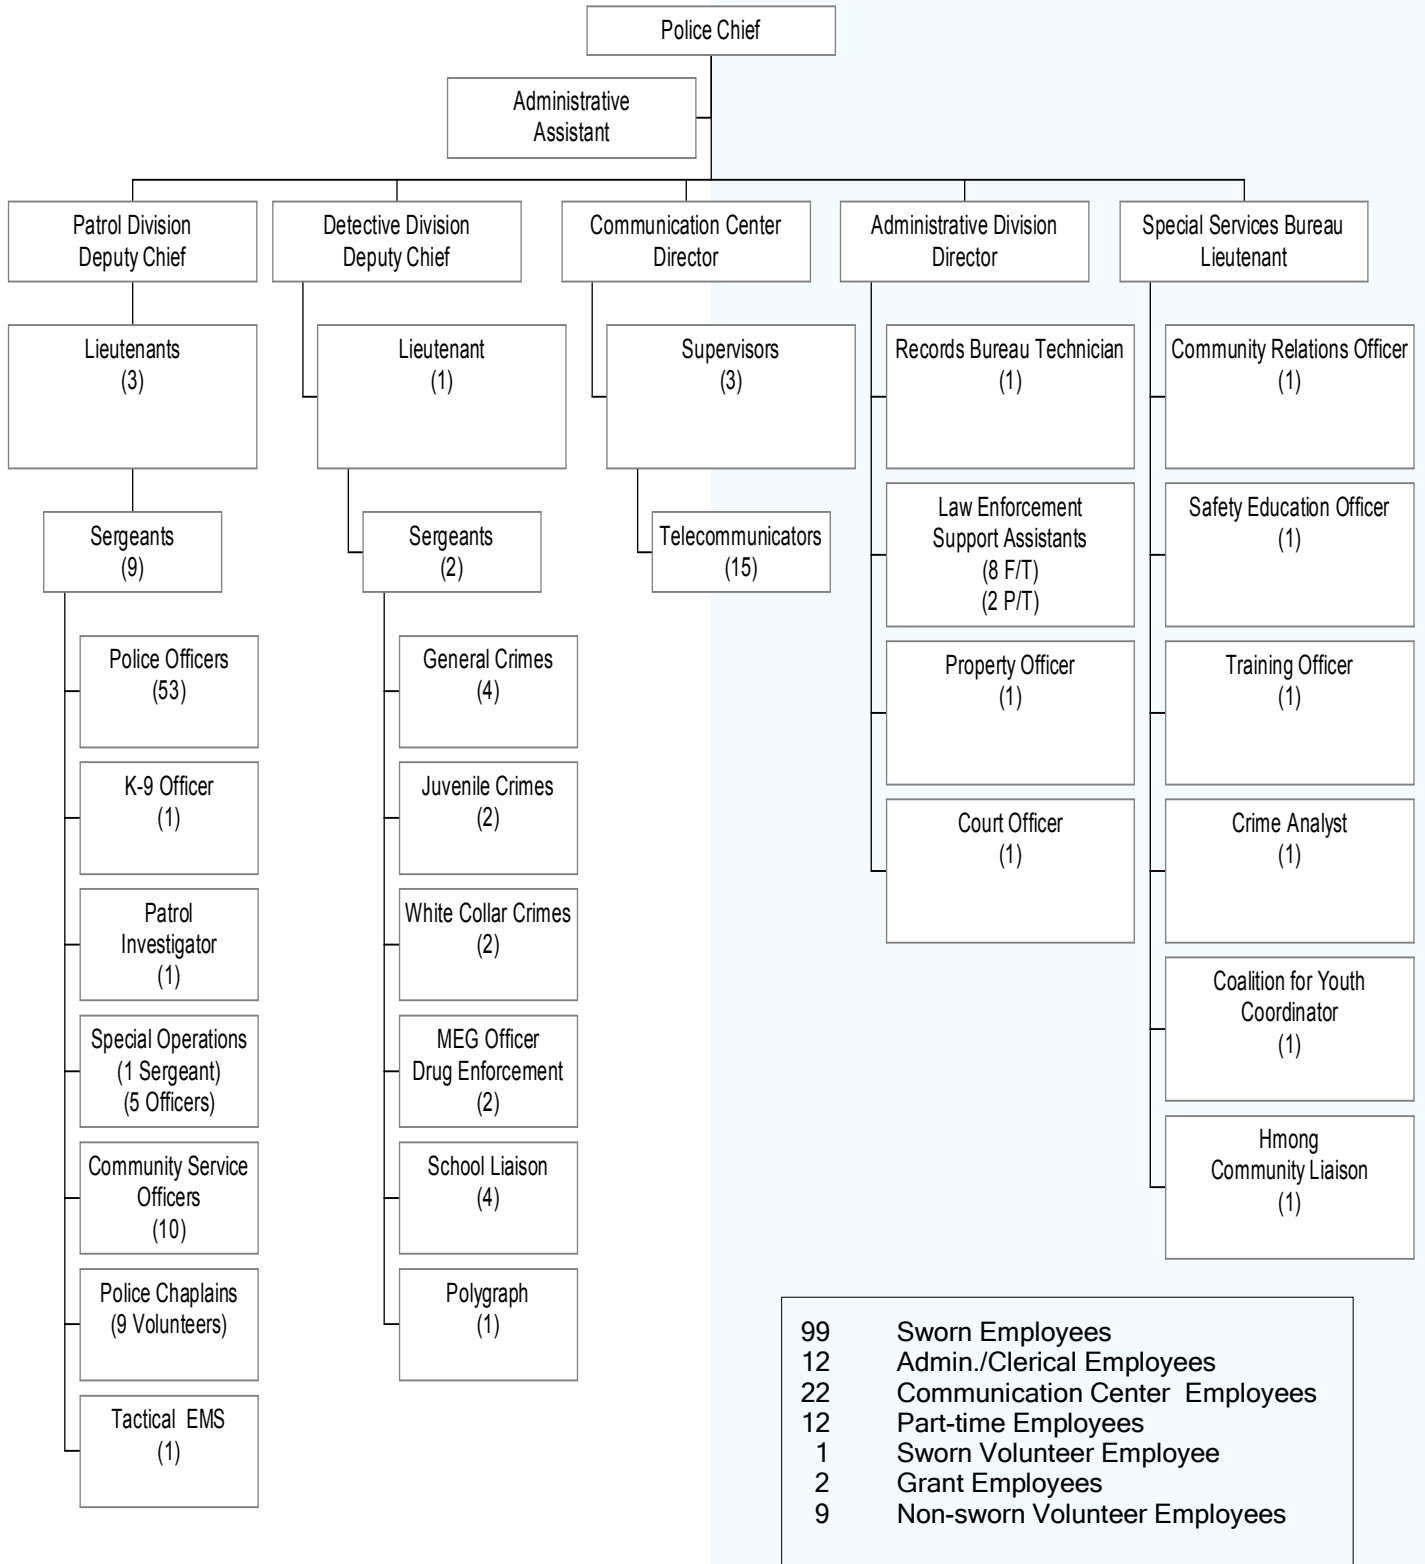 Police Chief
Administrative
Assistant
Patrol Division
Deputy Chief
Detective Division
Deputy Chief
Communication Center
Director
Administrative Division
Director
Special Services Bureau
Lieutenant
Lieutenants
(3)
Lieutenant
(1)
Supervisors
(3)
Records Bureau Technician
(1)
Community Relations Officer
(1)
Sergeants
(9)
Sergeants
(2)
Telecommunicators
(15)
Law Enforcement
Support Assistants
(8 F/T)
(2 P/T)
Safety Education Officer
(1)
Police Officers
(53)
General Crimes
(4)
Property Officer
(1)
Training Officer
(1)
K-9 Officer
(1)
Juvenile Crimes
(2)
Court Officer
(1)
Crime Analyst
(1)
Patrol
Investigator
(1)
White Collar Crimes
(2)
Coalition for Youth
Coordinator
(1)
Special Operations
(1 Sergeant)
(5 Officers)
MEG Officer
Drug Enforcement
(2)
Hmong
Community Liaison
(1)
Community Service
Officers
(10)
School Liaison
(4)
Police Chaplains
(9 Volunteers)
Polygraph
(1)
Tactical EMS
(1)
99 Sworn Employees
12 Admin./Clerical Employees
22 Communication Center Employees
12 Part-time Employees
1 Sworn Volunteer Employee
2 Grant Employees
9 Non-sworn Volunteer Employees